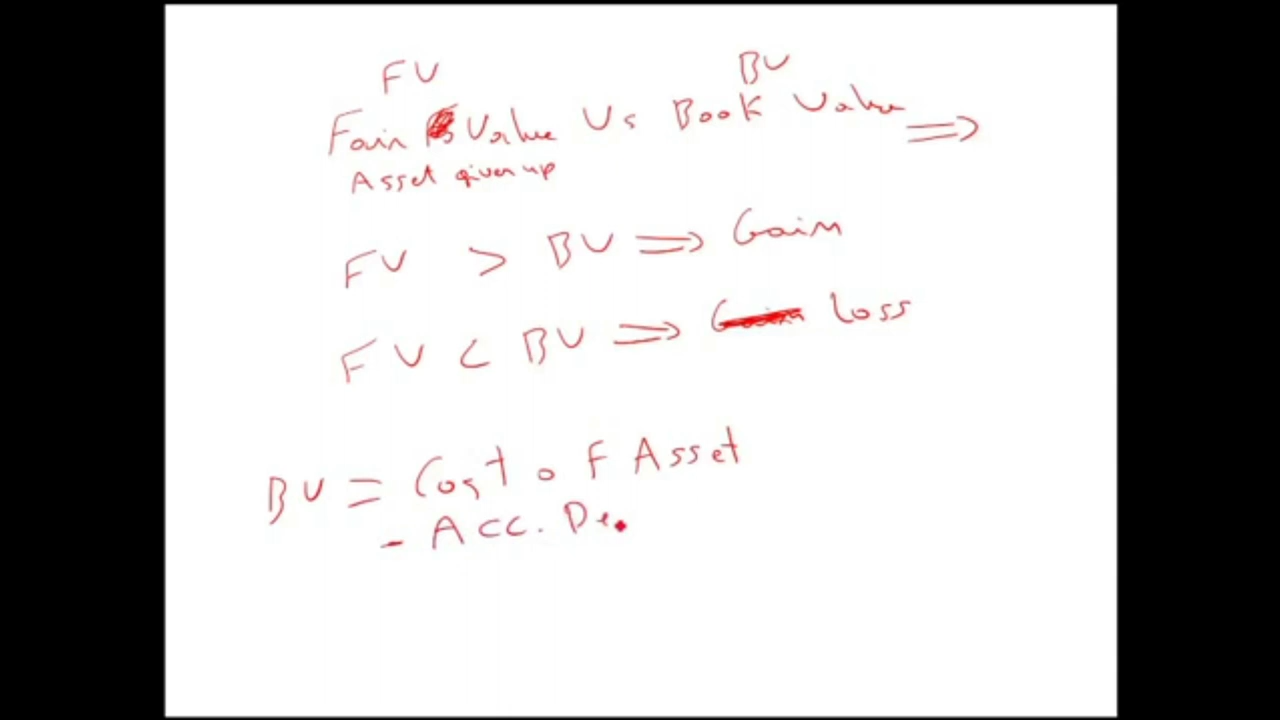 FV BV
Fair Value Vs Book Value ⇒
Asset given up
FV > BV ⇒ Gain
FV < BV ⇒ Gain loss
BV = Cost of Asset
- Acc. De